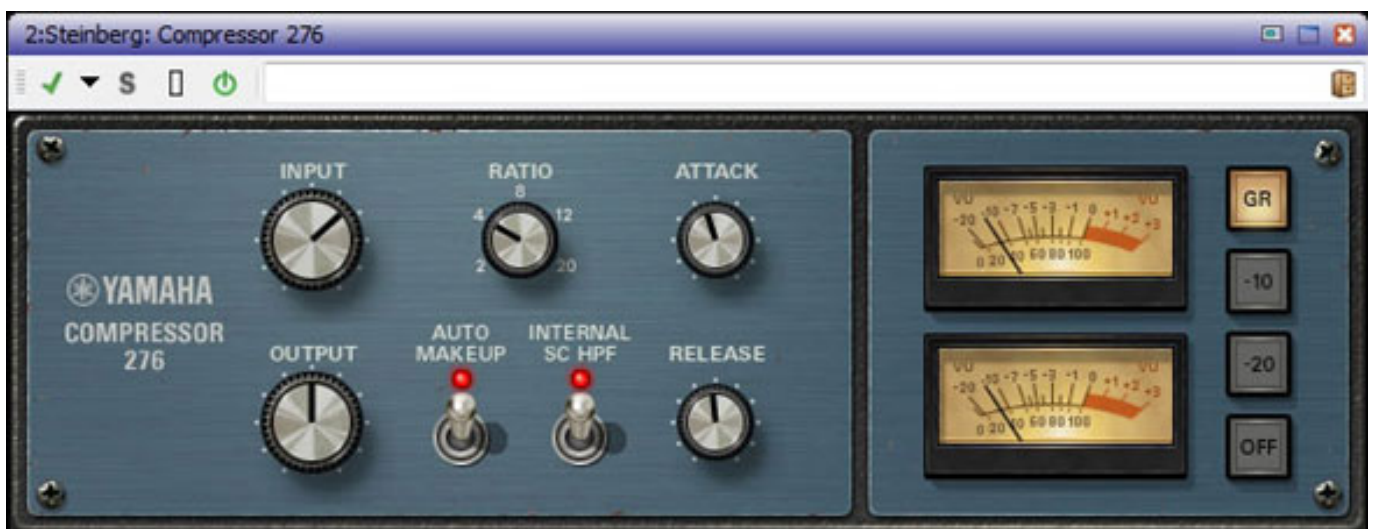 2:Steinberg: Compressor 276
S
INPUT
RATIO
ATTACK
8
4 12
2 20
YAMAHA
COMPRESSOR
276
OUTPUT
AUTO
MAKEUP
INTERNAL
SC HPF
RELEASE
VU VU
-20 -10 -7 -5 -3 -1 0 +1 +2 +3
0 20 40 60 80 100
VU VU
-20 -10 -7 -5 -3 -1 0 +1 +2 +3
0 20 40 60 80 100
GR
-10
-20
OFF